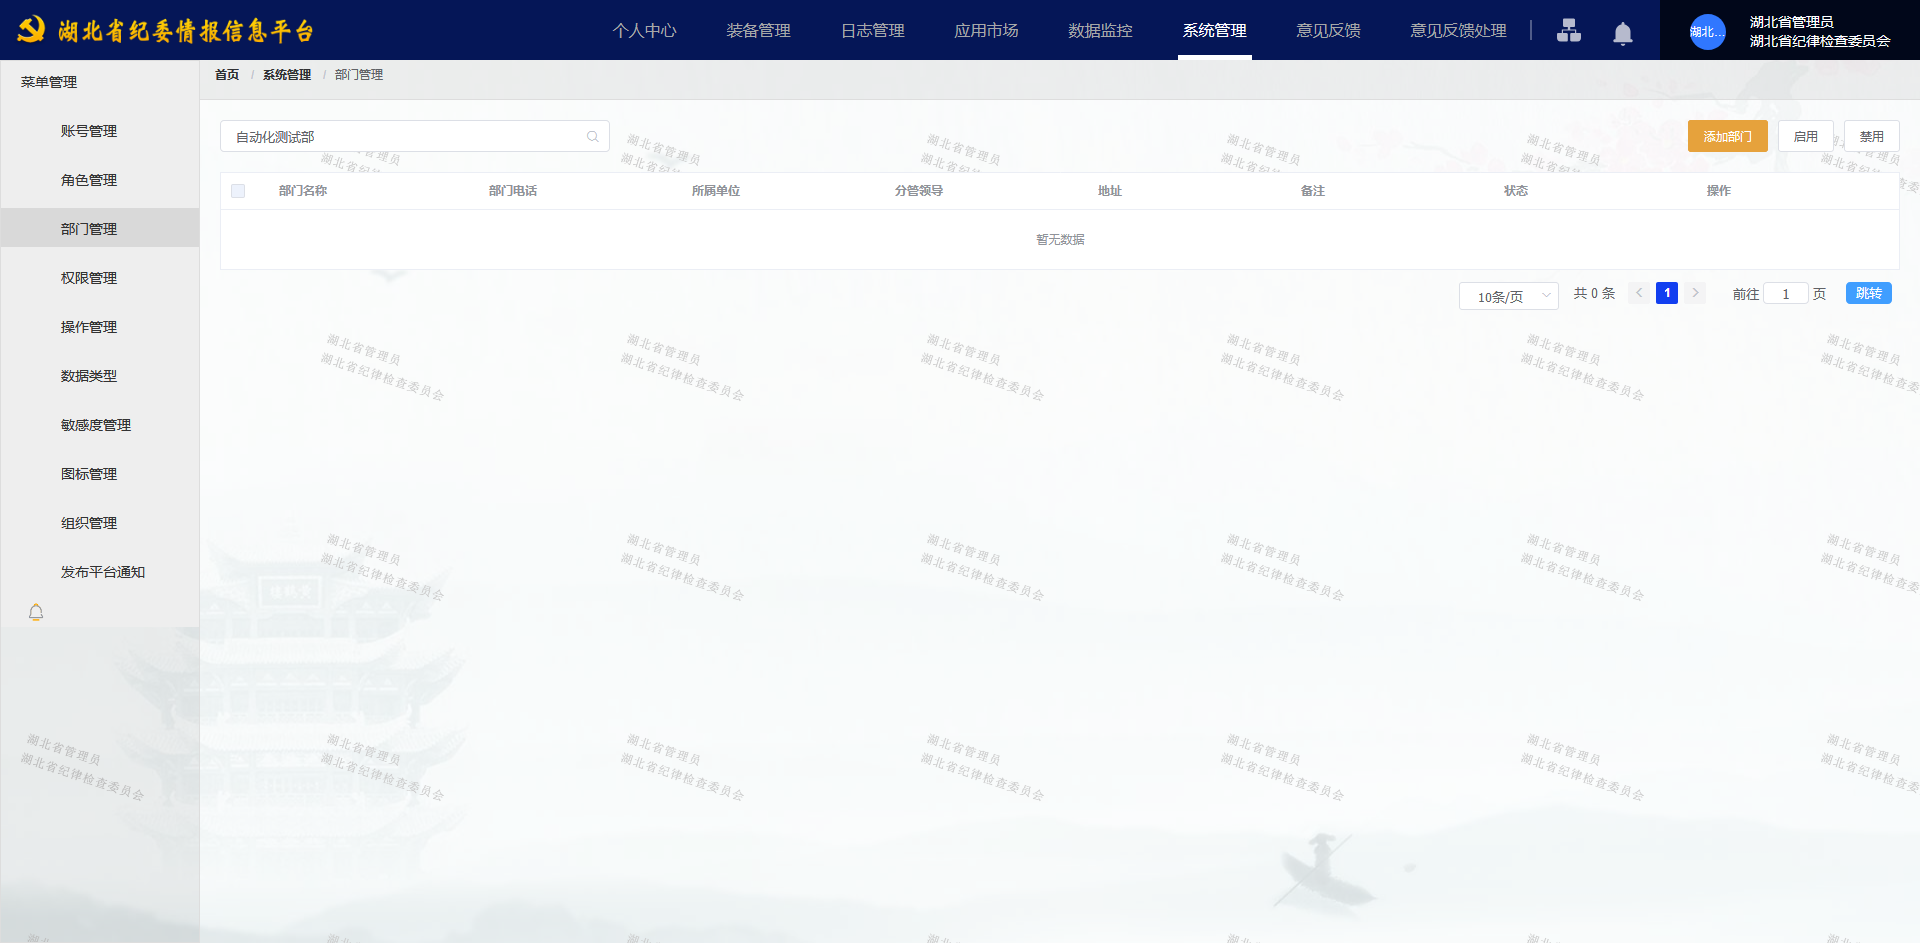 湖北省纪委情报信息平台
个人中心 装备管理 日志管理 应用市场 数据监控 系统管理 意见反馈 意见反馈处理
湖北...
湖北省管理员
湖北省纪律检查委员会
菜单管理
账号管理
角色管理
部门管理
权限管理
操作管理
数据类型
敏感度管理
图标管理
组织管理
发布平台通知
首页 / 系统管理 / 部门管理
自动化测试部
添加部门 启用 禁用
部门名称 部门电话 所属单位 分管领导 地址 备注 状态 操作
暂无数据
10条/页 共 0 条 1 前往 1 页 跳转
湖北省管理员
湖北省纪律检查委员会